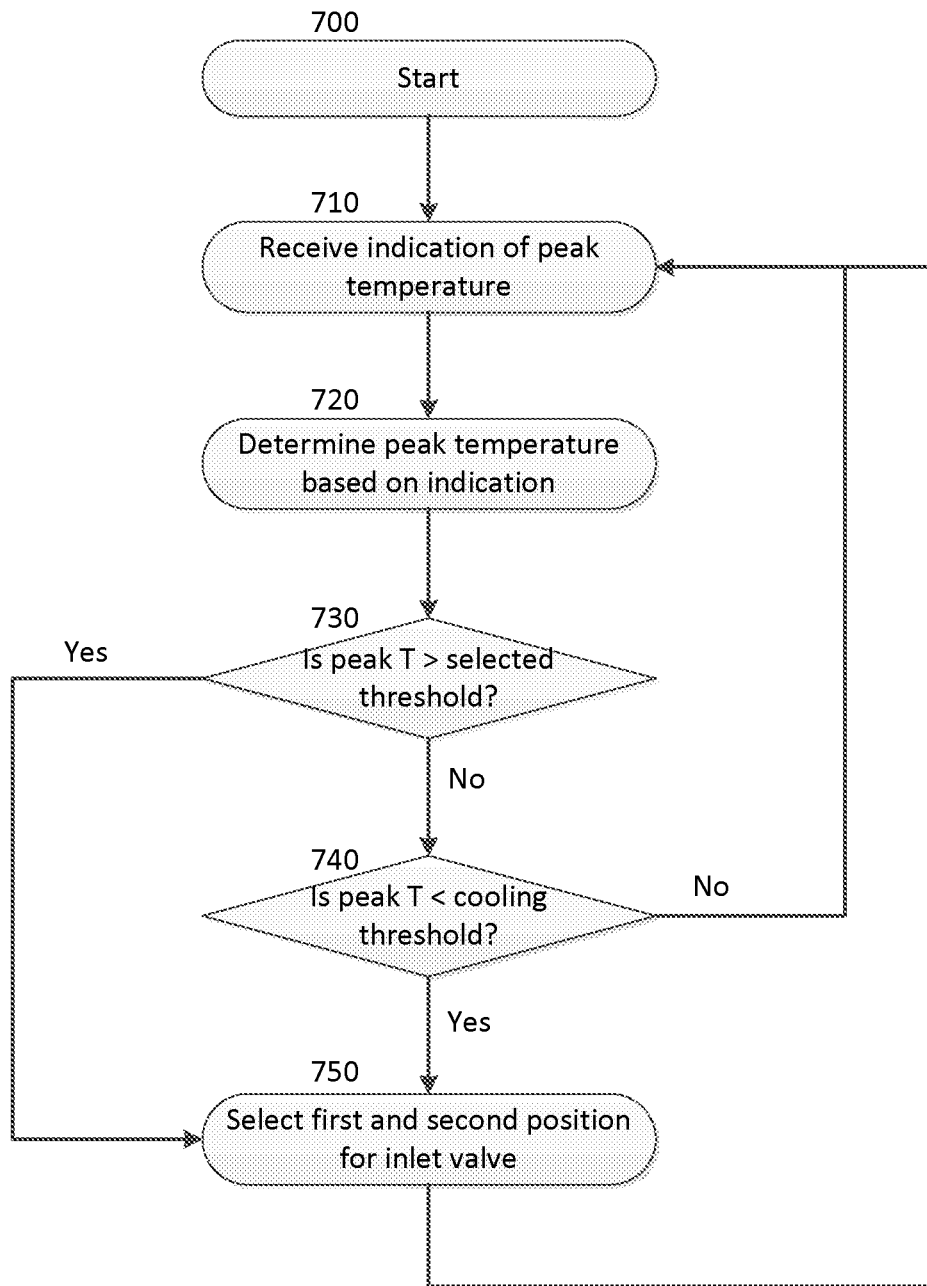 700
Start
710
Receive indication of peak
temperature
720
Determine peak temperature
based on indication
730
Yes
Is peak T > selected
threshold?
No
740
Is peak T < cooling
threshold?
No
Yes
750
Select first and second position
for inlet valve